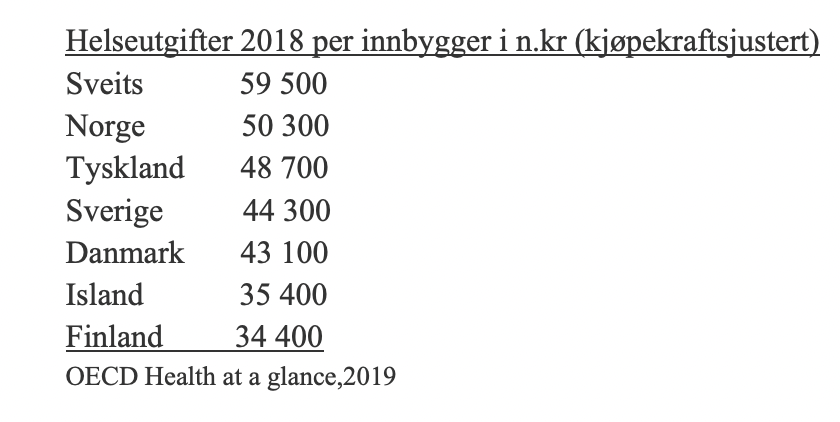 Helseutgifter 2018 per innbygger i n.kr (kjøpekraftsjustert)
Sveits 59 500
Norge 50 300
Tyskland 48 700
Sverige 44 300
Danmark 43 100
Island 35 400
Finland 34 400
OECD Health at a glance,2019